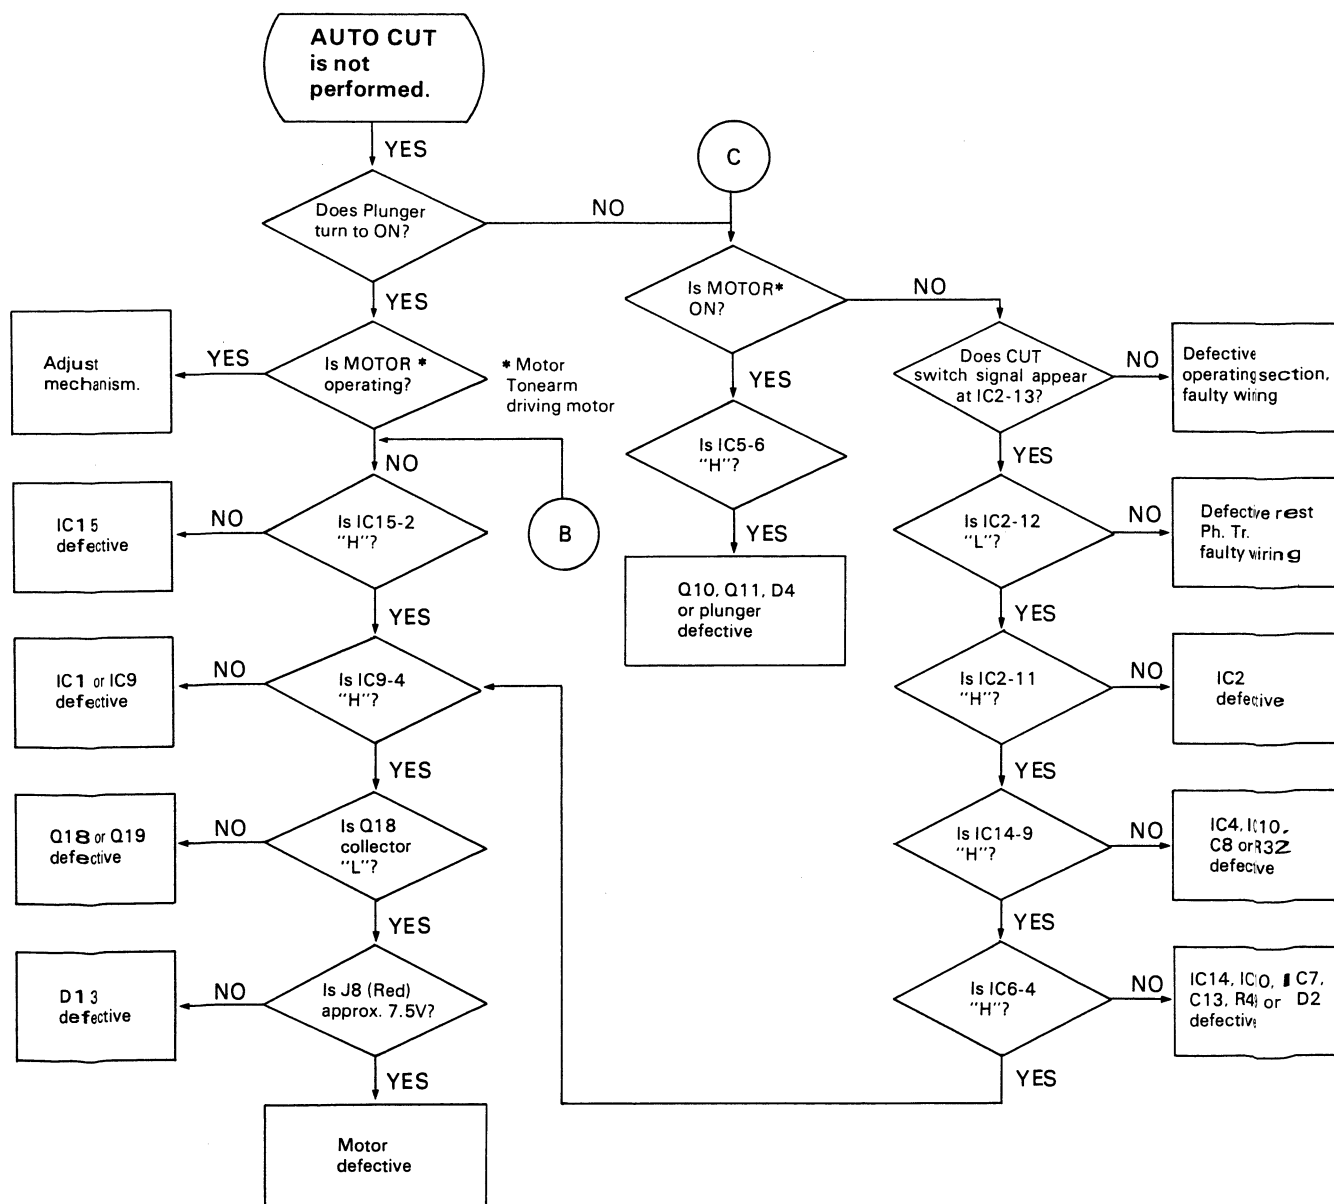 AUTO CUT
is not
performed.
YES
C
Does Plunger
turn to ON?
NO
YES
Is MOTOR*
ON?
NO
Adjust
mechanism.
YES
Is MOTOR *
operating?
* Motor
Tonearm
driving motor
YES
Does CUT
switch signal appear
at IC2-13?
NO
Defective
operating section,
faulty wiring
NO
Is IC5-6
"H"?
YES
IC15
defective
NO
Is IC15-2
"H"?
B
YES
Is IC2-12
"L"?
NO
Defective rest
Ph. Tr.
faulty wiring
Q10, Q11, D4
or plunger
defective
YES
YES
IC1 or IC9
defective
NO
Is IC9-4
"H"?
Is IC2-11
"H"?
NO
IC2
defective
YES
YES
Q18 or Q19
defective
NO
Is Q18
collector
"L"?
Is IC14-9
"H"?
NO
IC4, IC10,
C8 or R32
defective
YES
YES
D13
defective
NO
Is J8 (Red)
approx. 7.5V?
Is IC6-4
"H"?
NO
IC14, C7,
C13, or D2
defective
YES
YES
Motor
defective